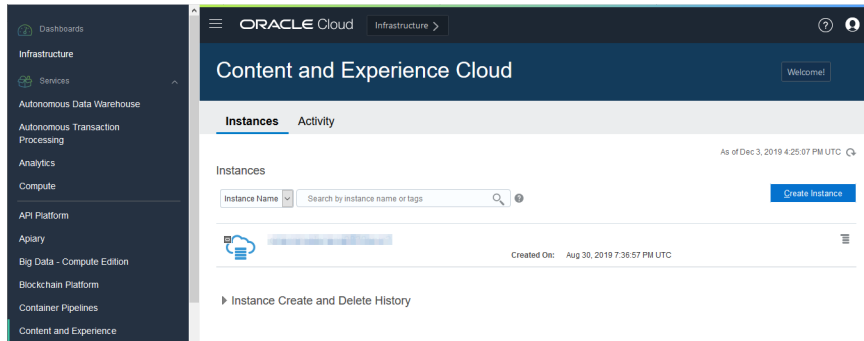 Dashboards
Infrastructure
Services
Autonomous Data Warehouse
Autonomous Transaction
Processing
Analytics
Compute
API Platform
Apiary
Big Data - Compute Edition
Blockchain Platform
Container Pipelines
Content and Experience
ORACLE Cloud Infrastructure >
Content and Experience Cloud
Welcome!
Instances Activity
As of Dec 3, 2019 4:25:07 PM UTC
Instances
Instance Name Search by instance name or tags
Create Instance
Created On: Aug 30, 2019 7:36:57 PM UTC
Instance Create and Delete History